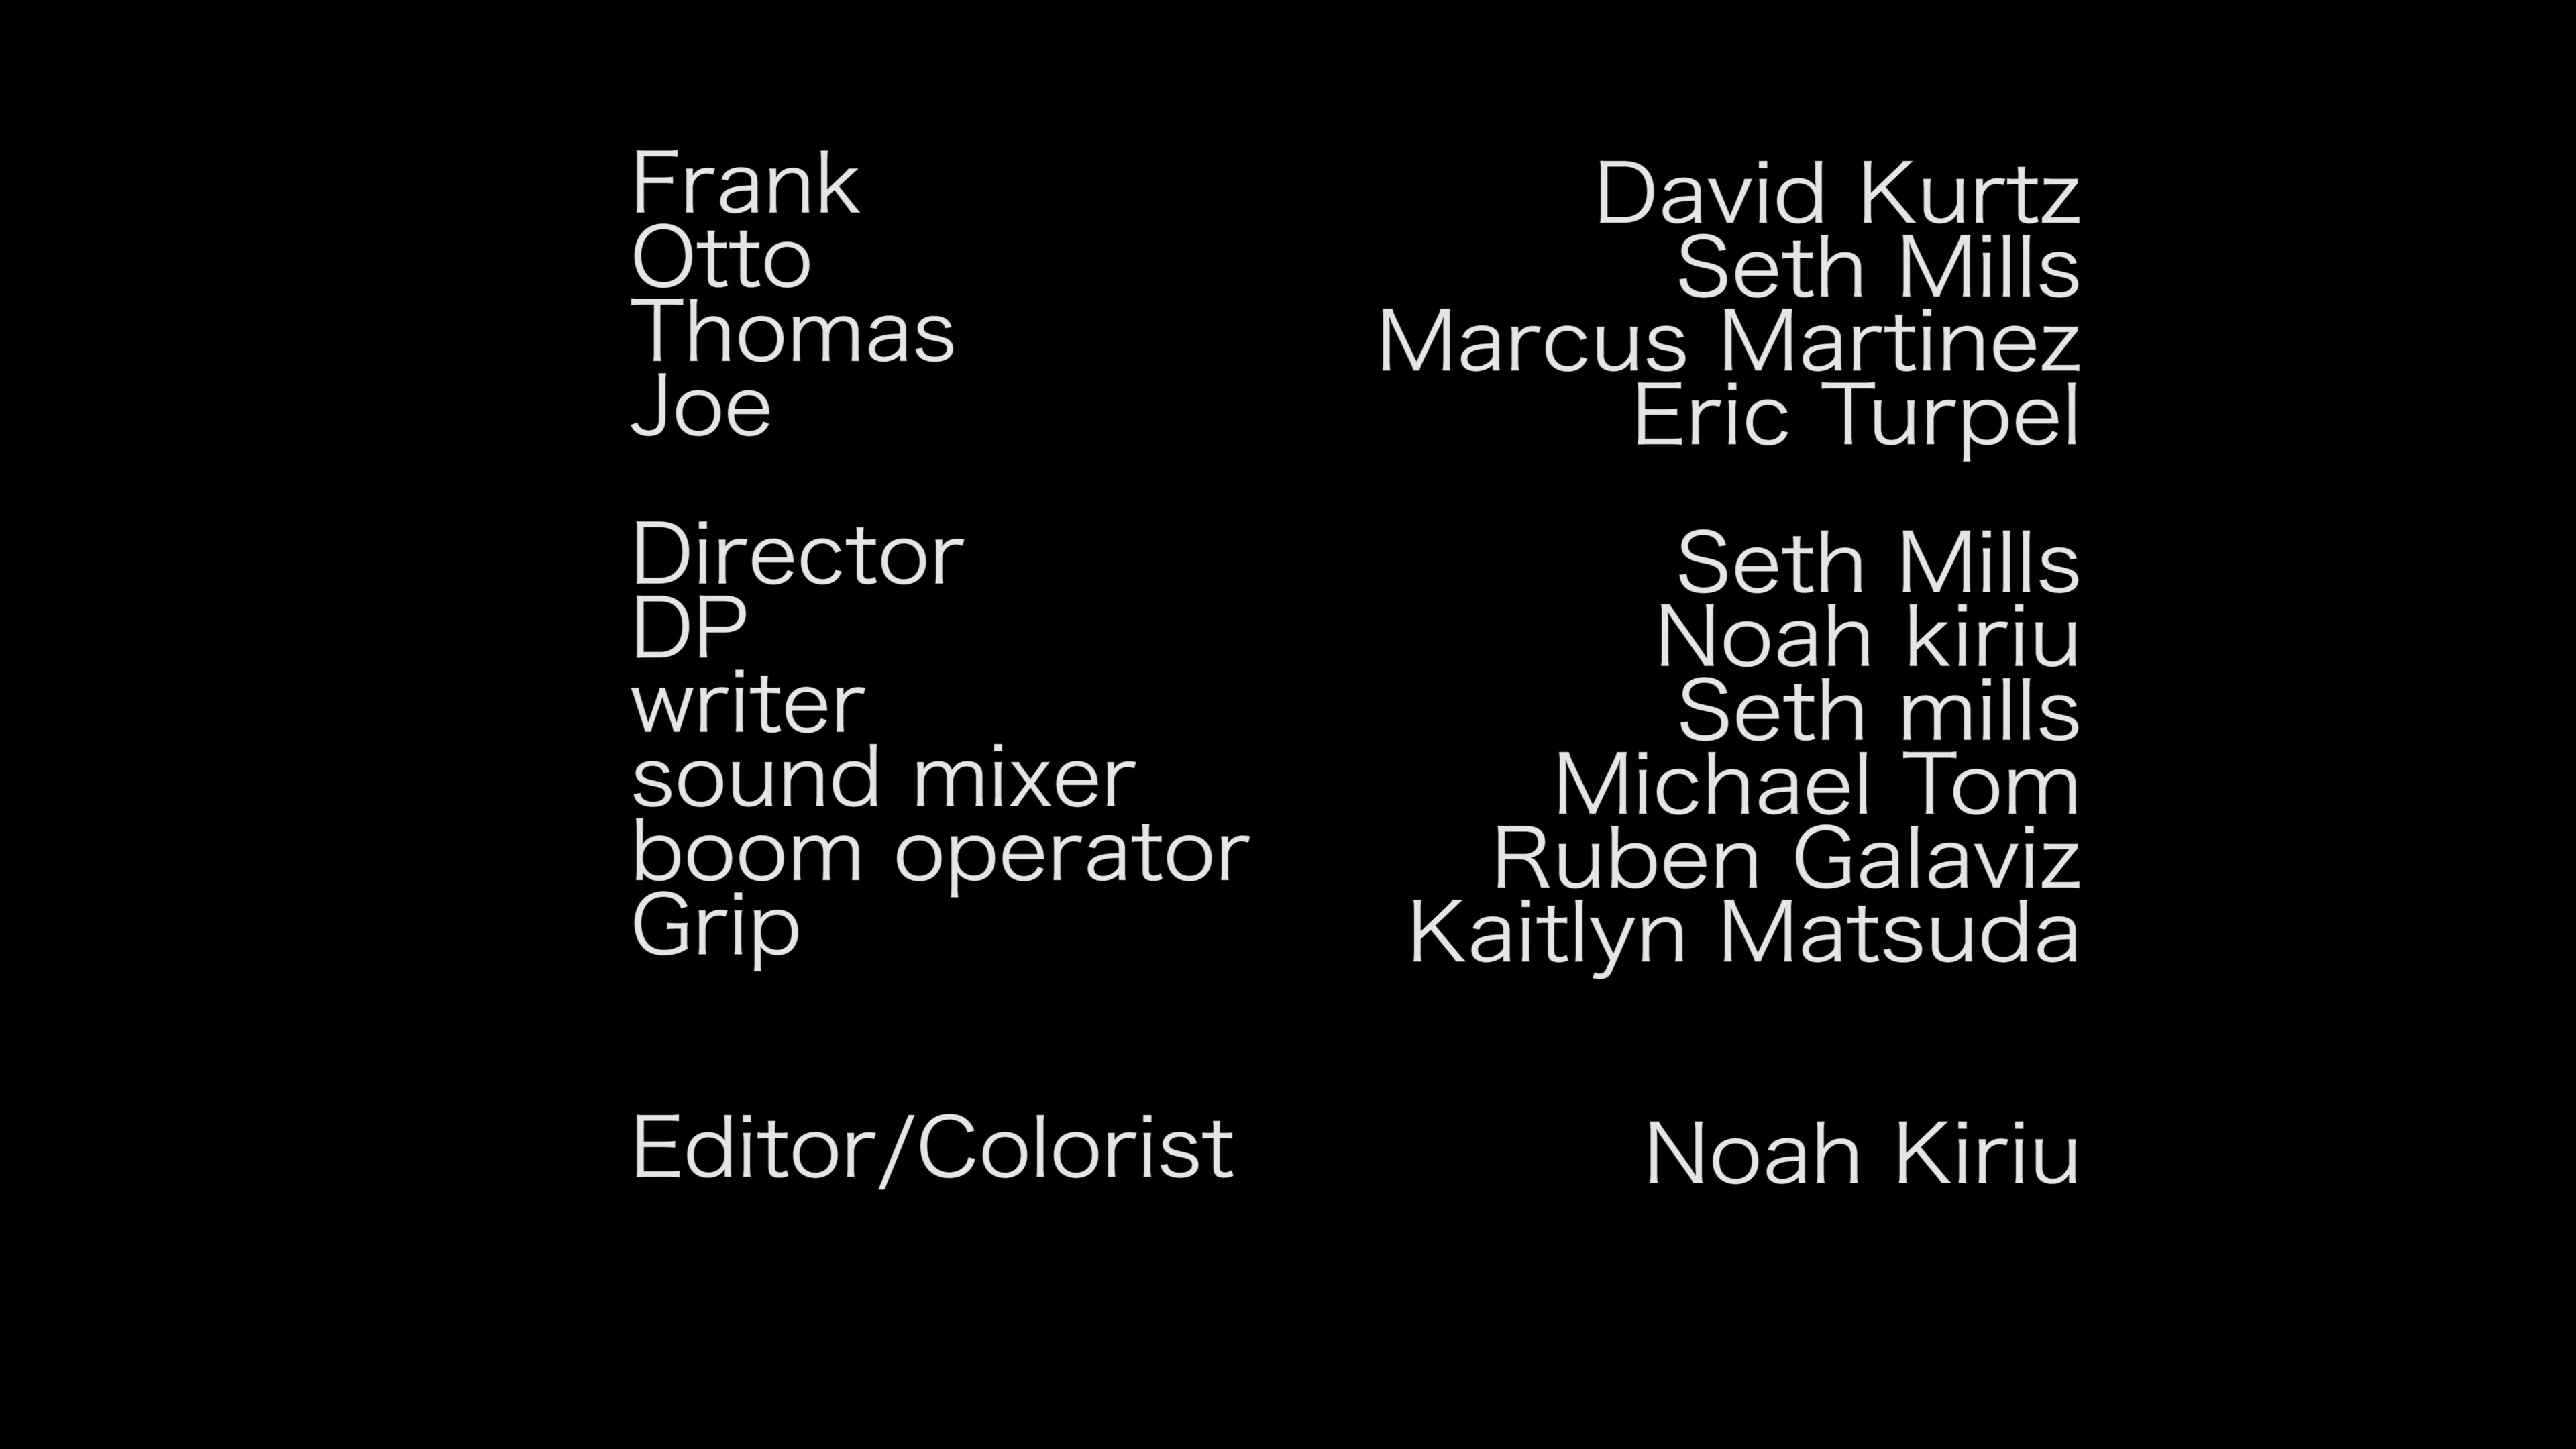 Frank David Kurtz
Otto Seth Mills
Thomas Marcus Martinez
Joe Eric Turpel
Director Seth Mills
DP Noah kiriu
writer Seth mills
sound mixer Michael Tom
boom operator Ruben Galaviz
Grip Kaitlyn Matsuda
Editor/Colorist Noah Kiriu